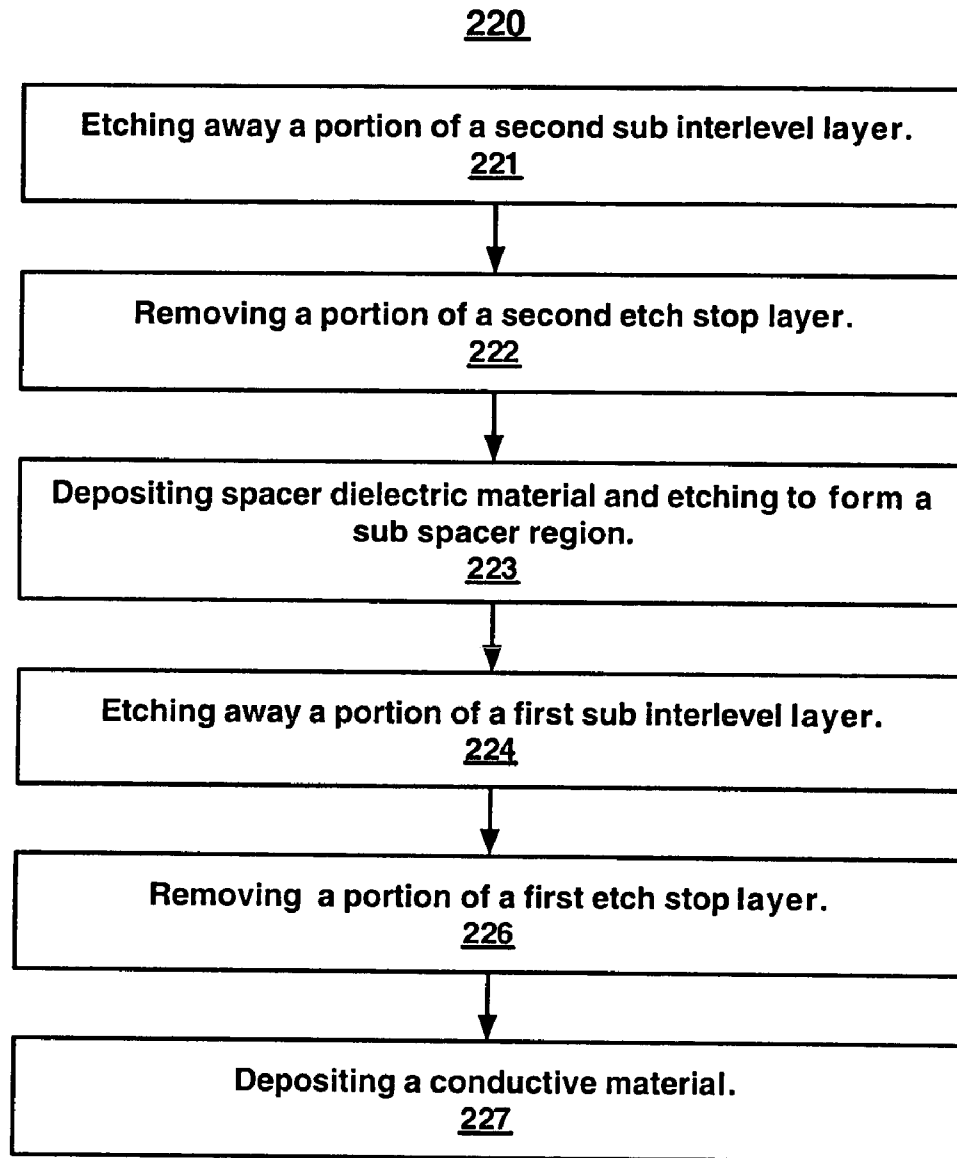 220
Etching away a portion of a second sub interlevel layer.
221
Removing a portion of a second etch stop layer.
222
Depositing spacer dielectric material and etching to form a
sub spacer region.
223
Etching away a portion of a first sub interlevel layer.
224
Removing a portion of a first etch stop layer.
226
Depositing a conductive material.
227